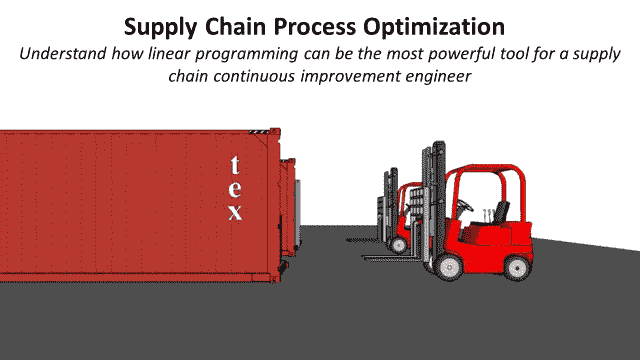 Supply Chain Process Optimization
Understand how linear programming can be the most powerful tool for a supply
chain continuous improvement engineer
tex